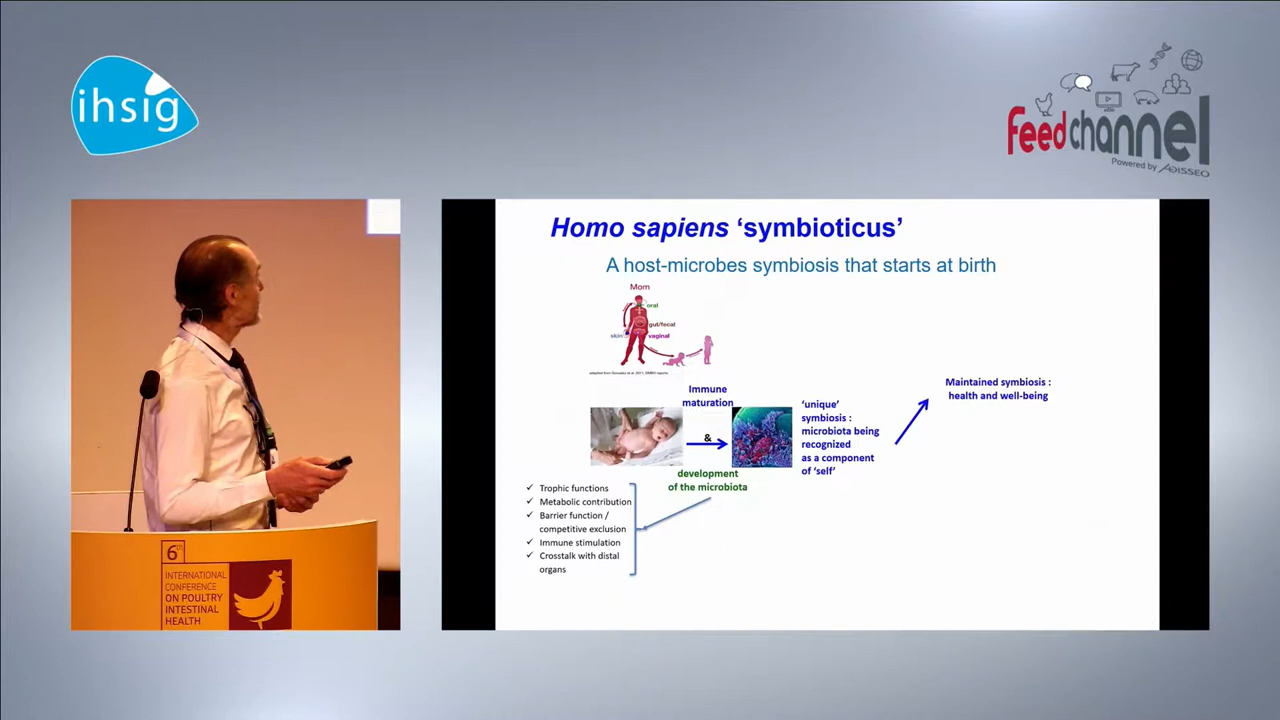 ihsig
feedchannel
Powered by ADISSEO
Homo sapiens ‘symbioticus’
A host-microbes symbiosis that starts at birth
Mom
oral
gut/fecal
skin
vaginal
Immune
maturation
&
development
of the microbiota
‘unique’
symbiosis :
microbiota being
recognized
as a component
of ‘self’
Maintained symbiosis :
health and well-being
✓ Trophic functions
✓ Metabolic contribution
✓ Barrier function /
competitive exclusion
✓ Immune stimulation
✓ Crosstalk with distal
organs
6th
INTERNATIONAL
CONFERENCE
ON POULTRY
INTESTINAL
HEALTH